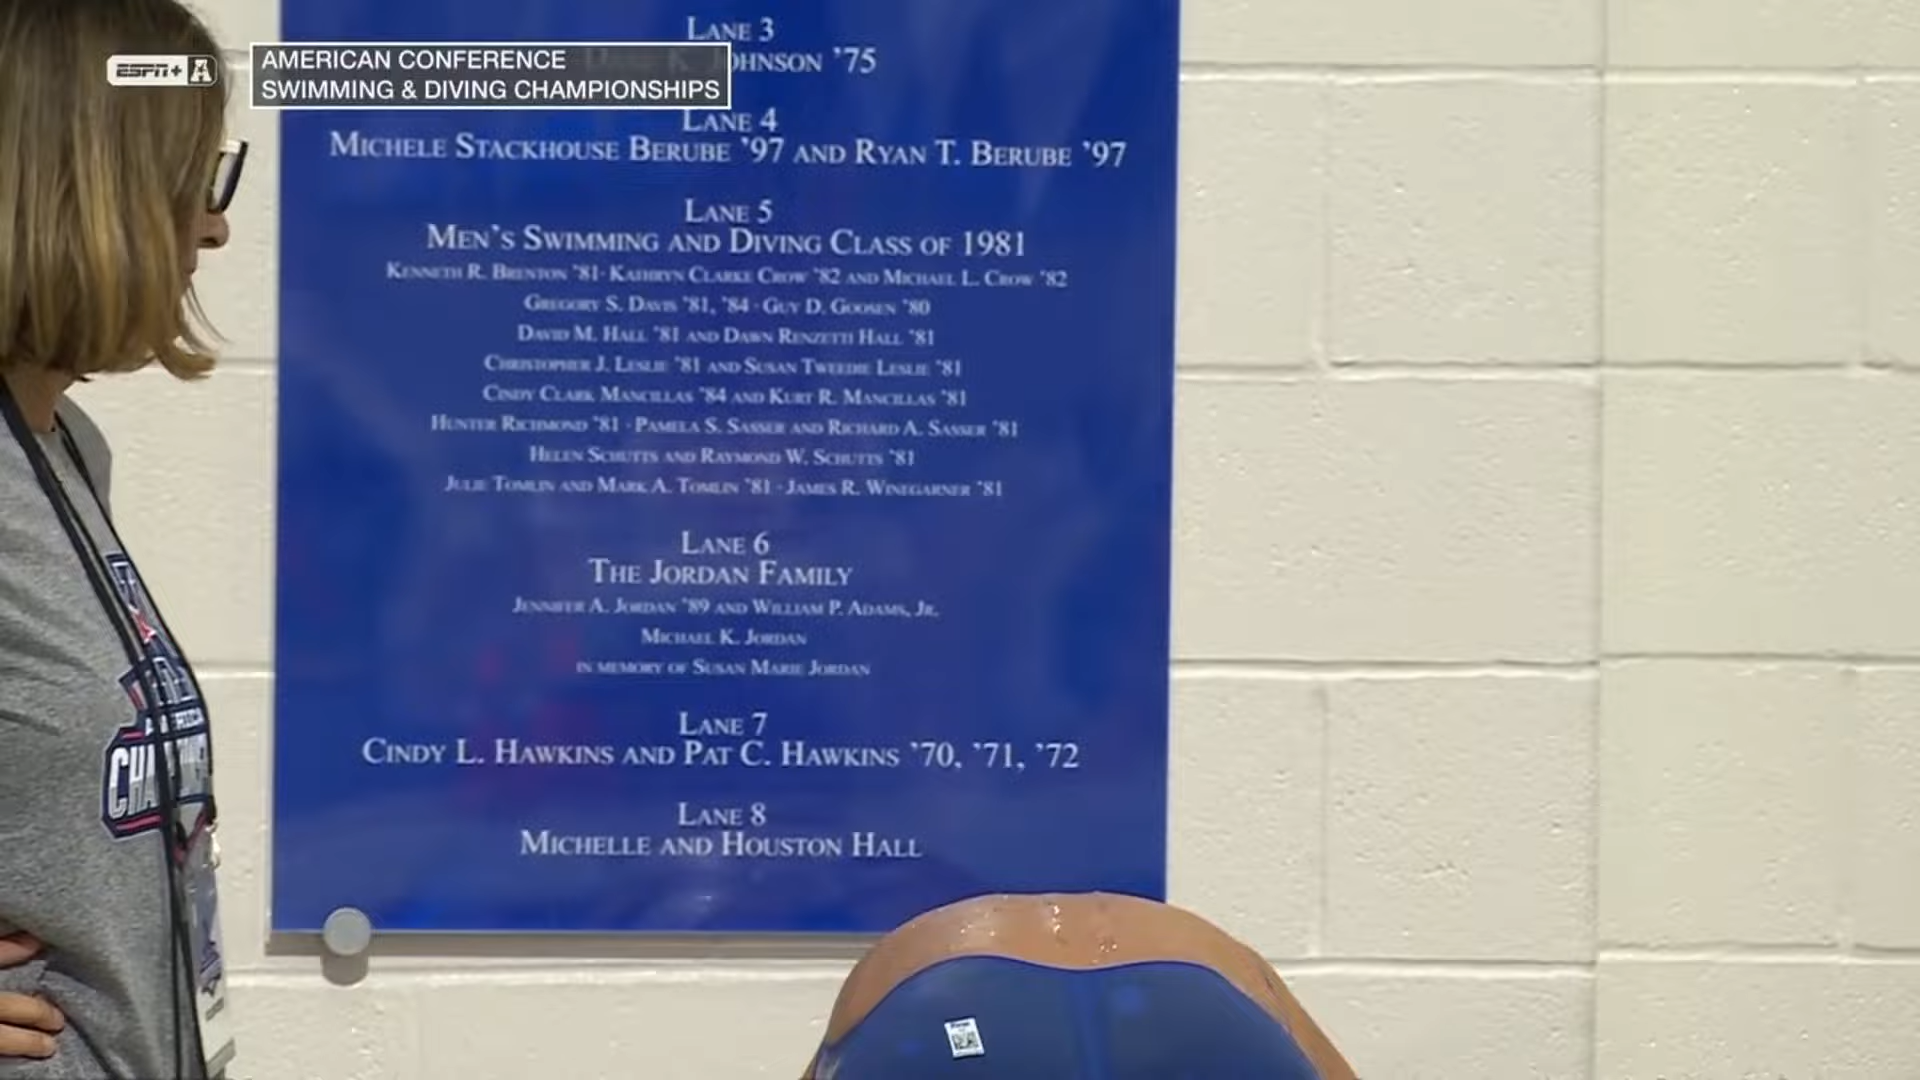 LANE 3
OHNSON '75
ESPN+ A
AMERICAN CONFERENCE
SWIMMING & DIVING CHAMPIONSHIPS
LANE 4
MICHELE STACKHOUSE BERUBE '97 AND RYAN T. BERUBE '97
LANE 5
MEN'S SWIMMING AND DIVING CLASS OF 1981
KENNETH R. BRENTON '81 · KATHRYN CLARKE CROW '82 AND MICHAEL L. CROW '82
GREGORY S. DAVIS '81, '84 · GUY D. GOOSEN '80
DAVID M. HALL '81 AND DAWN RENZETTI HALL '81
CHRISTOPHER J. LESLIE '81 AND SUSAN TWEEDIE LESLIE '81
CINDY CLARK MANCILLAS '84 AND KURT R. MANCILLAS '81
HUNTER RICHMOND '81 · PAMELA S. SASSER AND RICHARD A. SASSER '81
HELEN SCHUTTS AND RAYMOND W. SCHUTTS '81
JULIE TOMLIN AND MARK A. TOMLIN '81 · JAMES R. WINEGARNER '81
LANE 6
THE JORDAN FAMILY
JENNIFER A. JORDAN '89 AND WILLIAM P. ADAMS, JR.
MICHAEL K. JORDAN
IN MEMORY OF SUSAN MARIE JORDAN
LANE 7
CINDY L. HAWKINS AND PAT C. HAWKINS '70, '71, '72
LANE 8
MICHELLE AND HOUSTON HALL